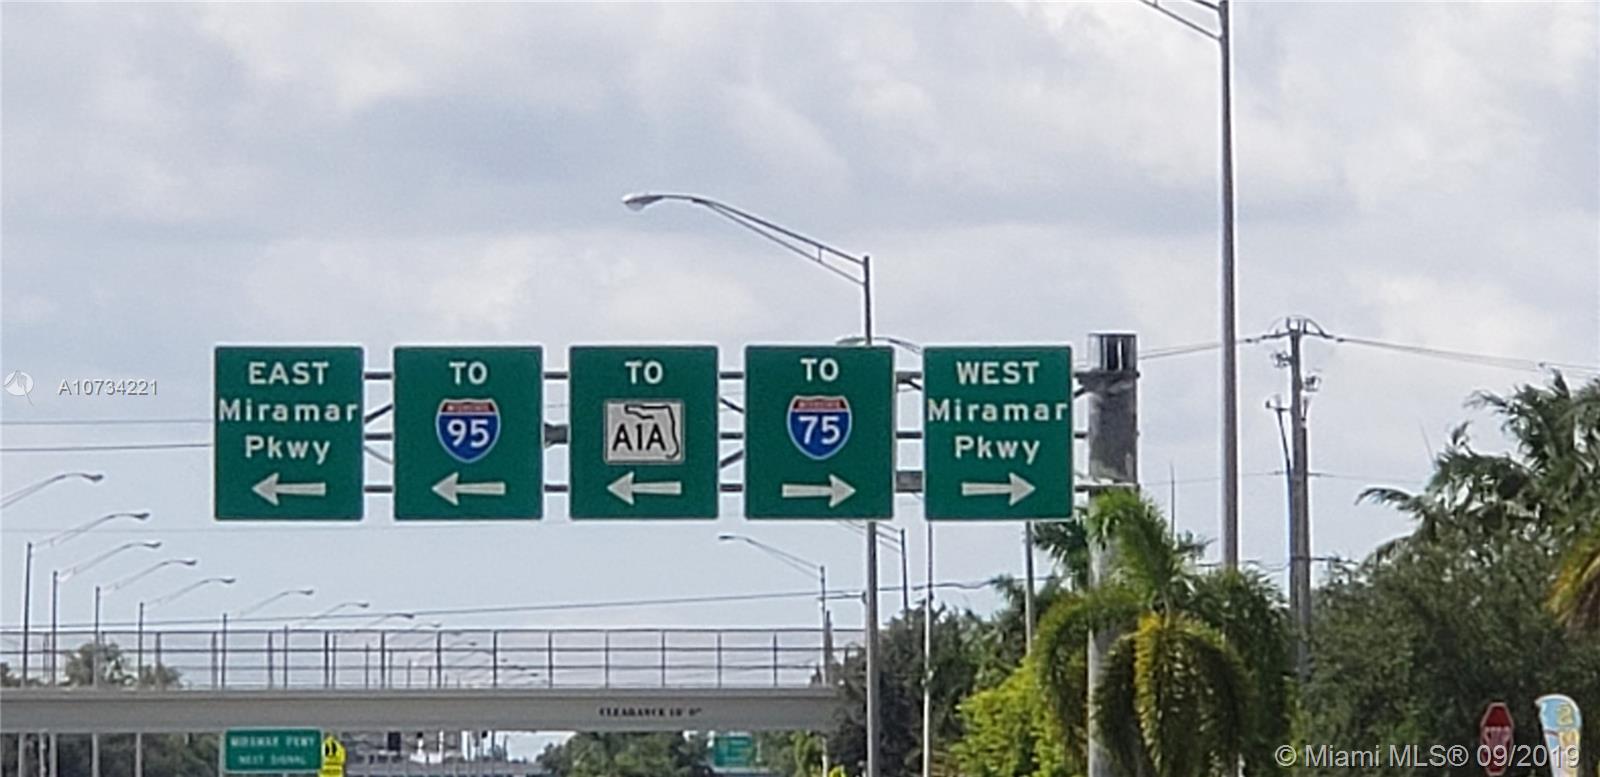 EAST
Miramar
Pkwy
TO
95
TO
A1A
TO
75
WEST
Miramar
Pkwy
A10734221
CLEARANCE
MIRAMAR PKWY
NEXT SIGNAL
STOP
© Miami MLS® 09/2019